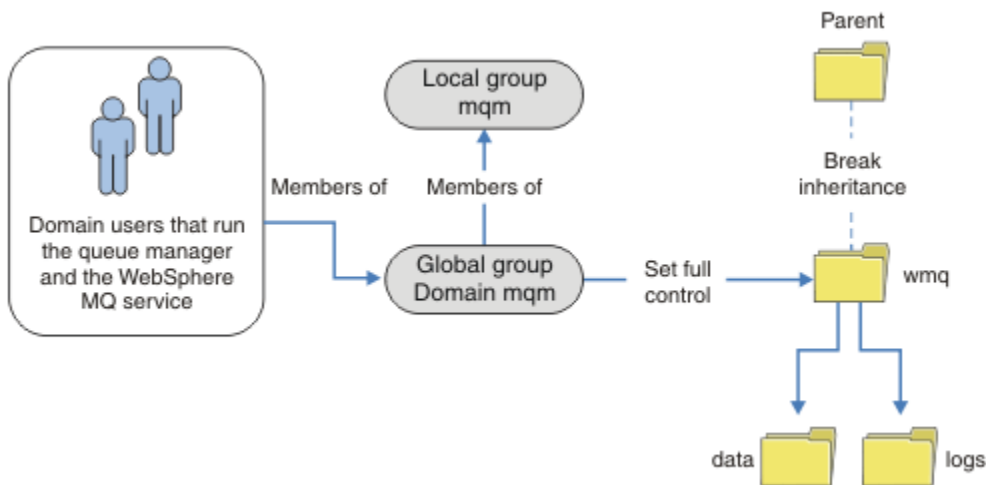 Parent
Local group
mqm
Break
inheritance
Members of
Members of
Domain users that run
the queue manager
and the WebSphere
MQ service
Global group
Domain mqm
Set full
control
wmq
data
logs